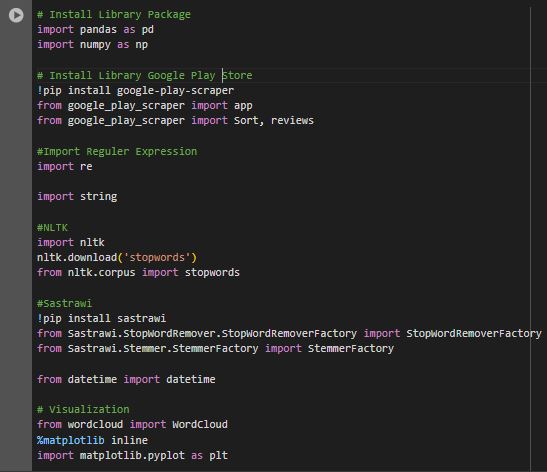 # Install Library Package
import pandas as pd
import numpy as np
# Install Library Google Play Store
!pip install google-play-scraper
from google_play_scraper import app
from google_play_scraper import Sort, reviews
#Import Reguler Expression
import re
import string
#NLTK
import nltk
nltk.download('stopwords')
from nltk.corpus import stopwords
#Sastrawi
!pip install sastrawi
from Sastrawi.StopWordRemover.StopWordRemoverFactory import StopWordRemoverFactory
from Sastrawi.Stemmer.StemmerFactory import StemmerFactory
from datetime import datetime
# Visualization
from wordcloud import WordCloud
%matplotlib inline
import matplotlib.pyplot as plt